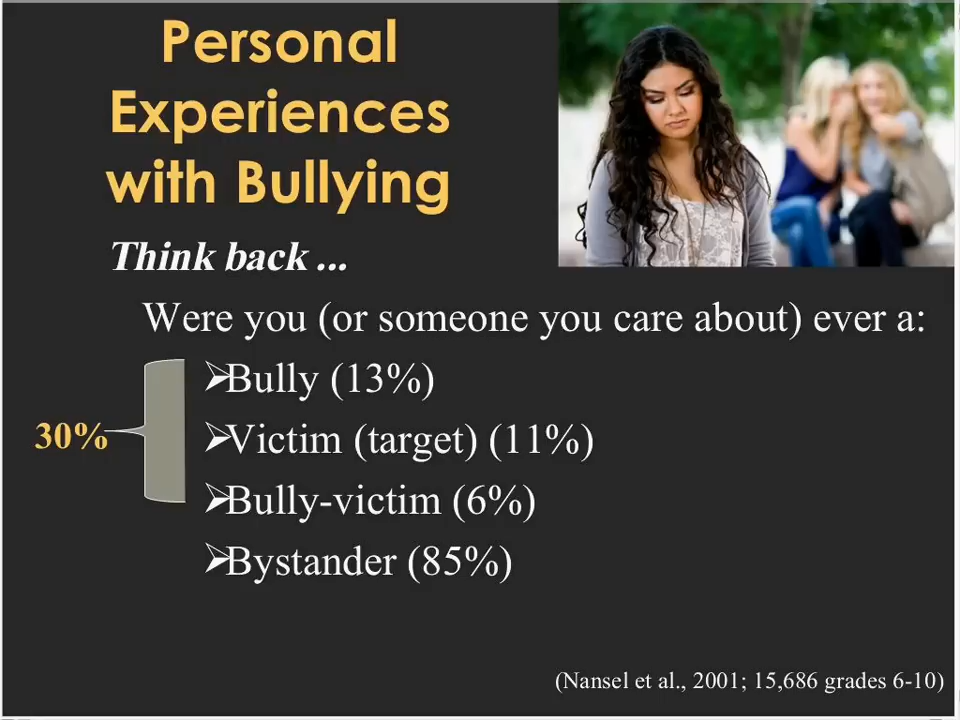 Personal
Experiences
with Bullying
Think back ...
Were you (or someone you care about) ever a:
Bully (13%)
30%
Victim (target) (11%)
Bully-victim (6%)
Bystander (85%)
(Nansel et al., 2001; 15,686 grades 6-10)